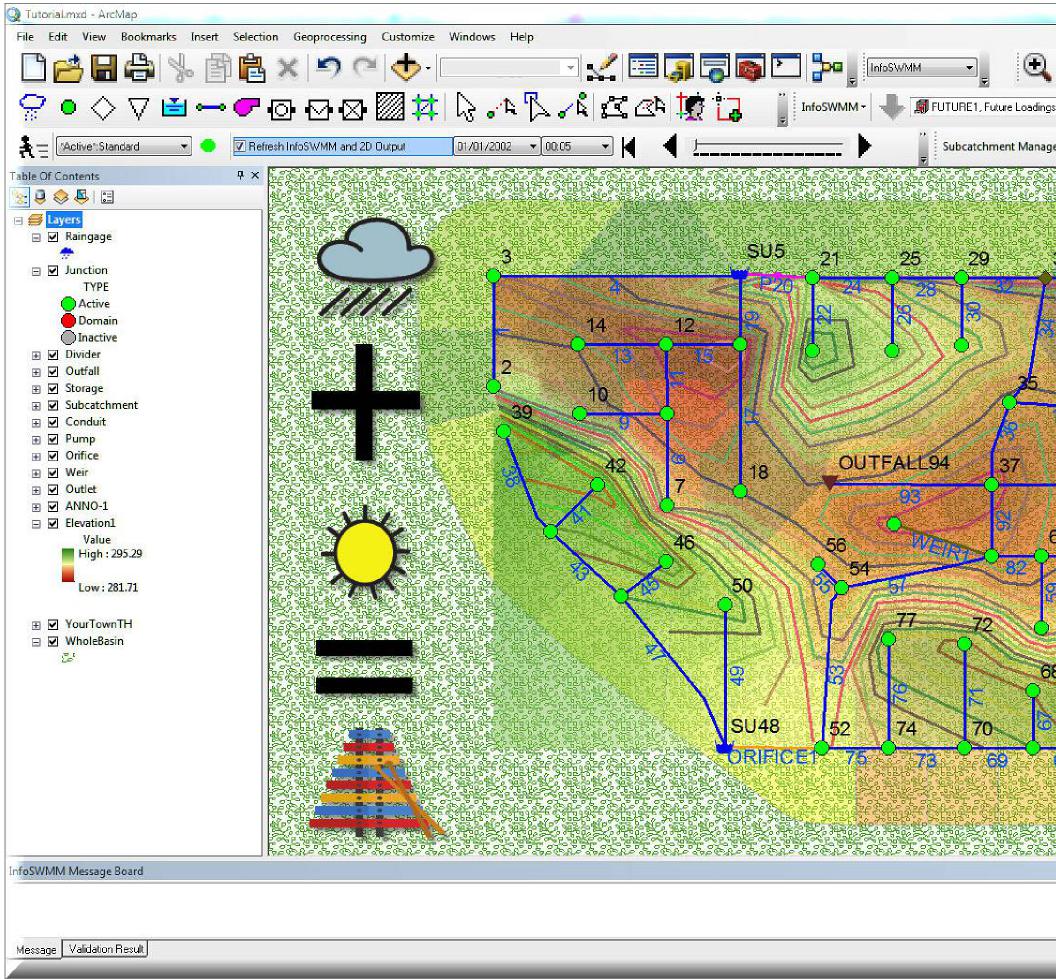 Tutorial.mxd - ArcMap
File Edit View Bookmarks Insert Selection Geoprocessing Customize Windows Help
InfoSWMM
InfoSWMM FUTURE1, Future Loadings
*Active*:Standard Refresh InfoSWMM and 2D Output 01/01/2002 00:05 Subcatchment Manage
Table Of Contents
Layers
Raingage
Junction
TYPE
Active
Domain
Inactive
Divider
Outfall
Storage
Subcatchment
Conduit
Pump
Orifice
Weir
Outlet
ANNO-1
Elevation1
Value
High : 295.29
Low : 281.71
YourTownTH
WholeBasin
3 SU5 21 25 29
4 P20 24 28 32
1 19 22 26 30 34
14 12
13 15
11
2 10 35
39 9 17 36
42 8 18 OUTFALL94 37
38 7 93
41 92
46 56 WEIR1
43 45 54 82
50 55 57
77 72
47 49 53 76 71 68
67
SU48 52 74 70
ORIFICE1 75 73 69
InfoSWMM Message Board
Message Validation Result